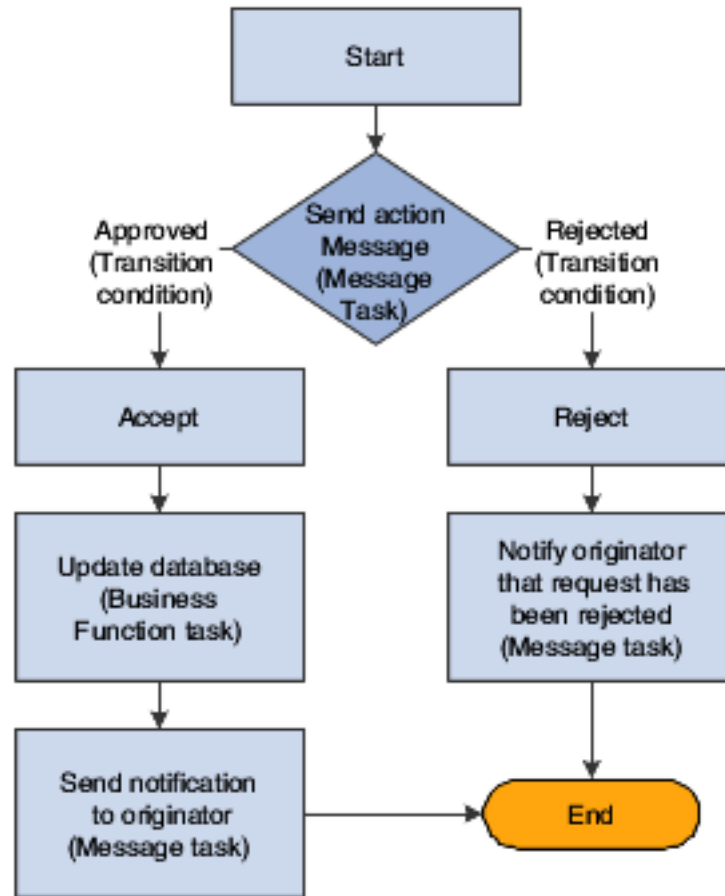 Start
Send action
Message
(Message
Task)
Approved
(Transition
condition)
Rejected
(Transition
condition)
Accept
Reject
Update database
(Business
Function task)
Notify originator
that request has
been rejected
(Message task)
Send notification
to originator
(Message task)
End